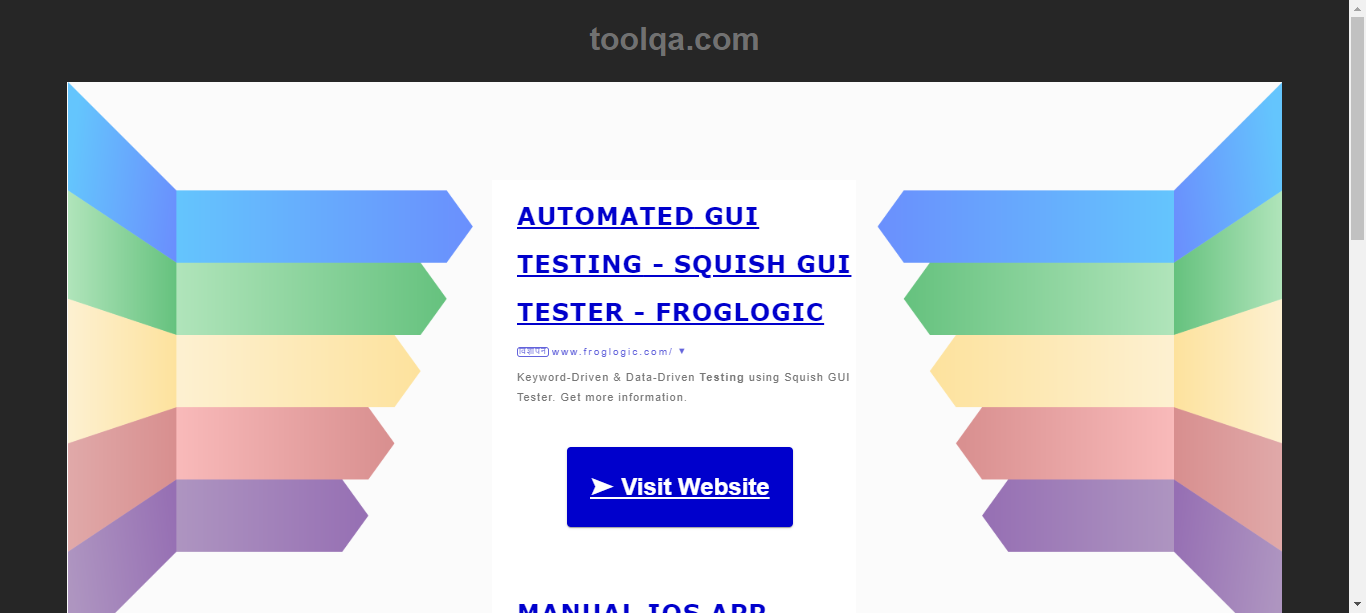 toolqa.com
AUTOMATED GUI
TESTING - SQUISH GUI
TESTER - FROGLOGIC
विज्ञापन www.froglogic.com/ ▼
Keyword-Driven & Data-Driven Testing using Squish GUI
Tester. Get more information.
➤ Visit Website
MANUAL IOS APP